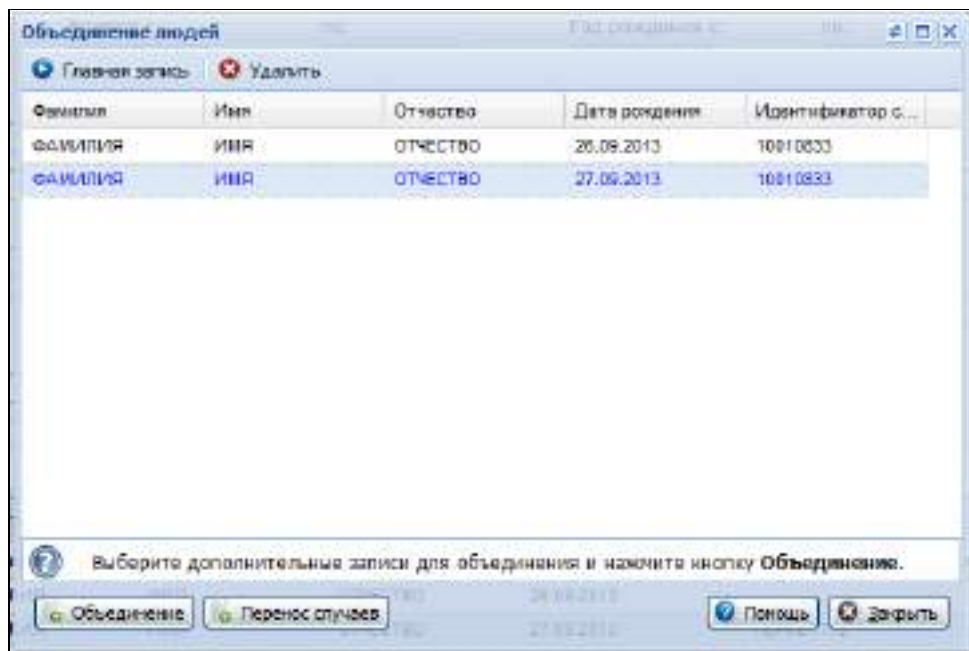 Объединение людей
Главная запись Удалить
Фамилия Имя Отчество Дата рождения Идентификатор с...
ФАМИЛИЯ ИМЯ ОТЧЕСТВО 26.09.2013 10010833
ФАМИЛИЯ ИМЯ ОТЧЕСТВО 27.09.2013 10010833
Выберите дополнительные записи для объединения и нажмите кнопку Объединение.
Объединение Перенос случаев Помощь Закрыть